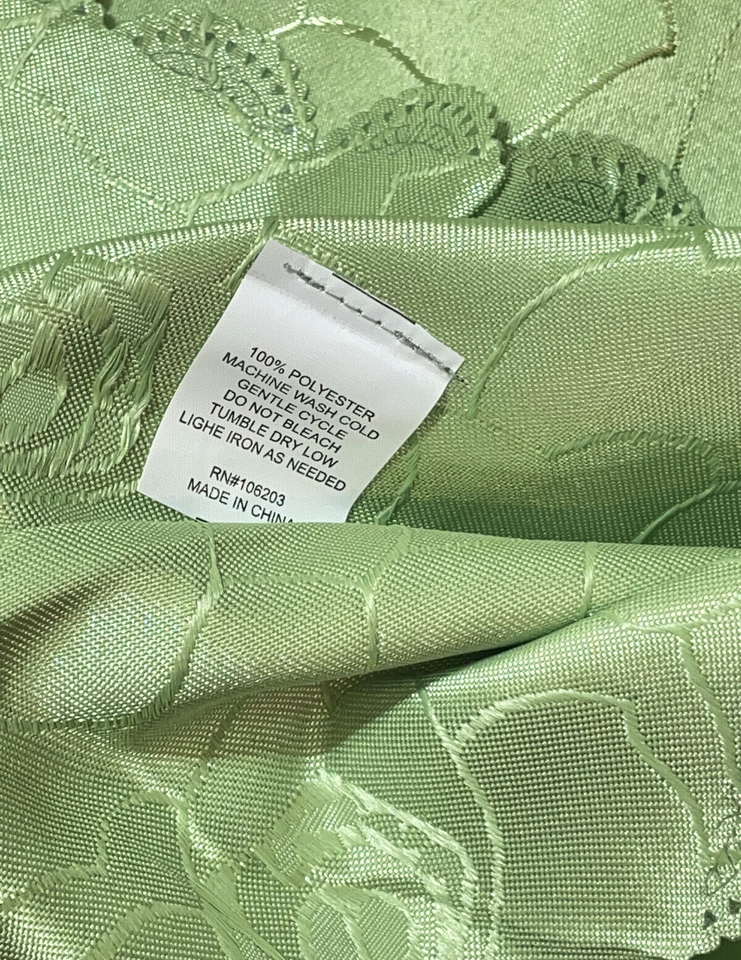 100% POLYESTER
MACHINE WASH COLD
GENTLE CYCLE
DO NOT BLEACH
TUMBLE DRY LOW
LIGHE IRON AS NEEDED
RN#106203
MADE IN CHINA